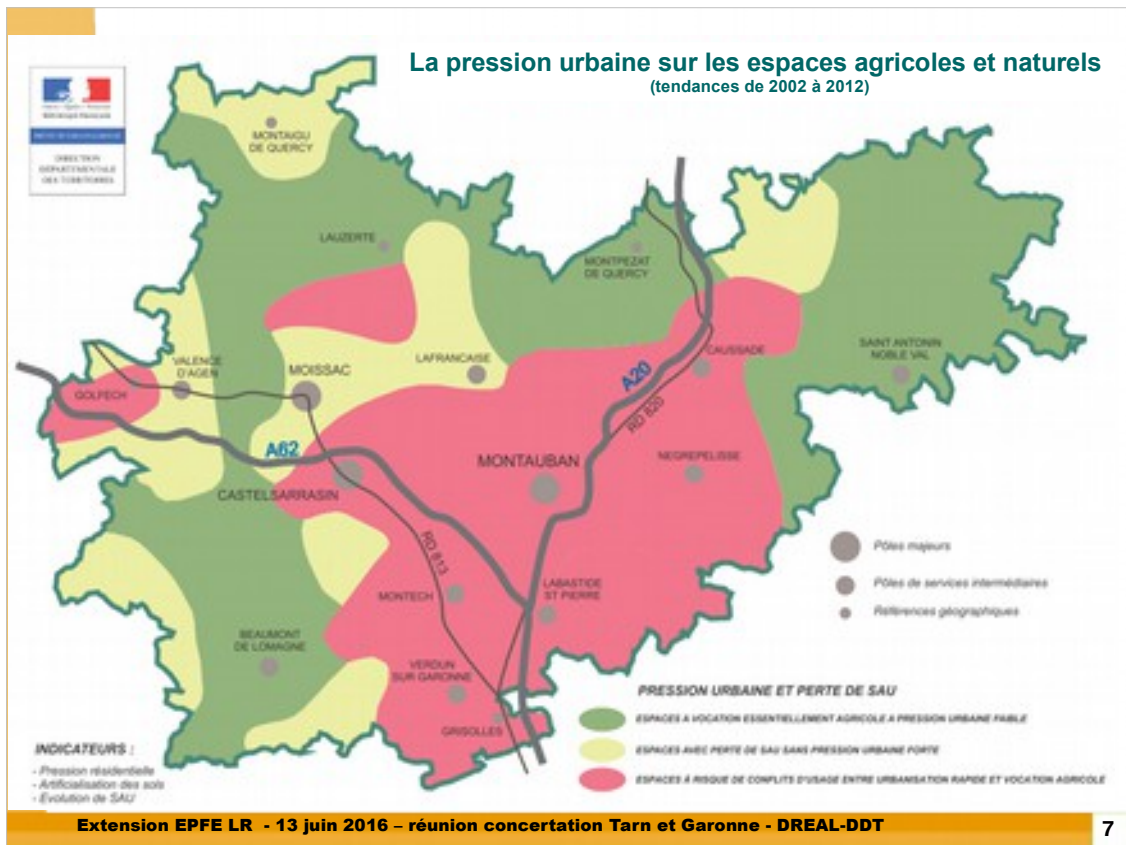 La pression urbaine sur les espaces agricoles et naturels
(tendances de 2002 à 2012)
DIRECTION
DÉPARTEMENTALE
DES TERRITOIRES
MONTAIGU
DE QUERCY
LAUZERTE
MONTPEZAT
DE QUERCY
VALENCE
D'AGEN
MOISSAC
LAFRANCAISE
CAUSSADE
SAINT ANTONIN
NOBLE VAL
GOLFECH
A20
RD 820
A62
MONTAUBAN
NEGREPELISSE
CASTELSARRASIN
RD 813
MONTECH
LABASTIDE
ST PIERRE
BEAUMONT
DE LOMAGNE
VERDUN
SUR GARONNE
GRISOLLES
Pôles majeurs
Pôles de services intermédiaires
Références géographiques
PRESSION URBAINE ET PERTE DE SAU
ESPACES A VOCATION ESSENTIELLEMENT AGRICOLE A PRESSION URBAINE FAIBLE
ESPACES AVEC PERTE DE SAU SANS PRESSION URBAINE FORTE
ESPACES À RISQUE DE CONFLITS D'USAGE ENTRE URBANISATION RAPIDE ET VOCATION AGRICOLE
INDICATEURS :
- Pression résidentielle
- Artificialisation des sols
- Evolution de SAU
Extension EPFE LR - 13 juin 2016 – réunion concertation Tarn et Garonne - DREAL-DDT
7